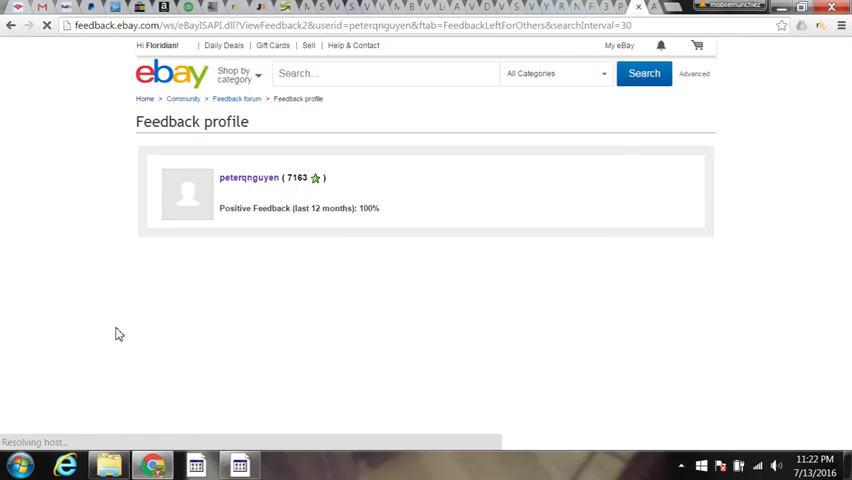 mobilemunchiez
feedback.ebay.com/ws/eBayISAPI.dll?ViewFeedback2&userid=peterqnguyen&ftab=FeedbackLeftForOthers&searchInterval=30
Hi Floridian! | Daily Deals | Gift Cards | Sell | Help & Contact My eBay
ebay Shop by category Search... All Categories Search Advanced
Home > Community > Feedback forum > Feedback profile
Feedback profile
peterqnguyen ( 7163 )
Positive Feedback (last 12 months): 100%
Resolving host...
11:22 PM
7/13/2016